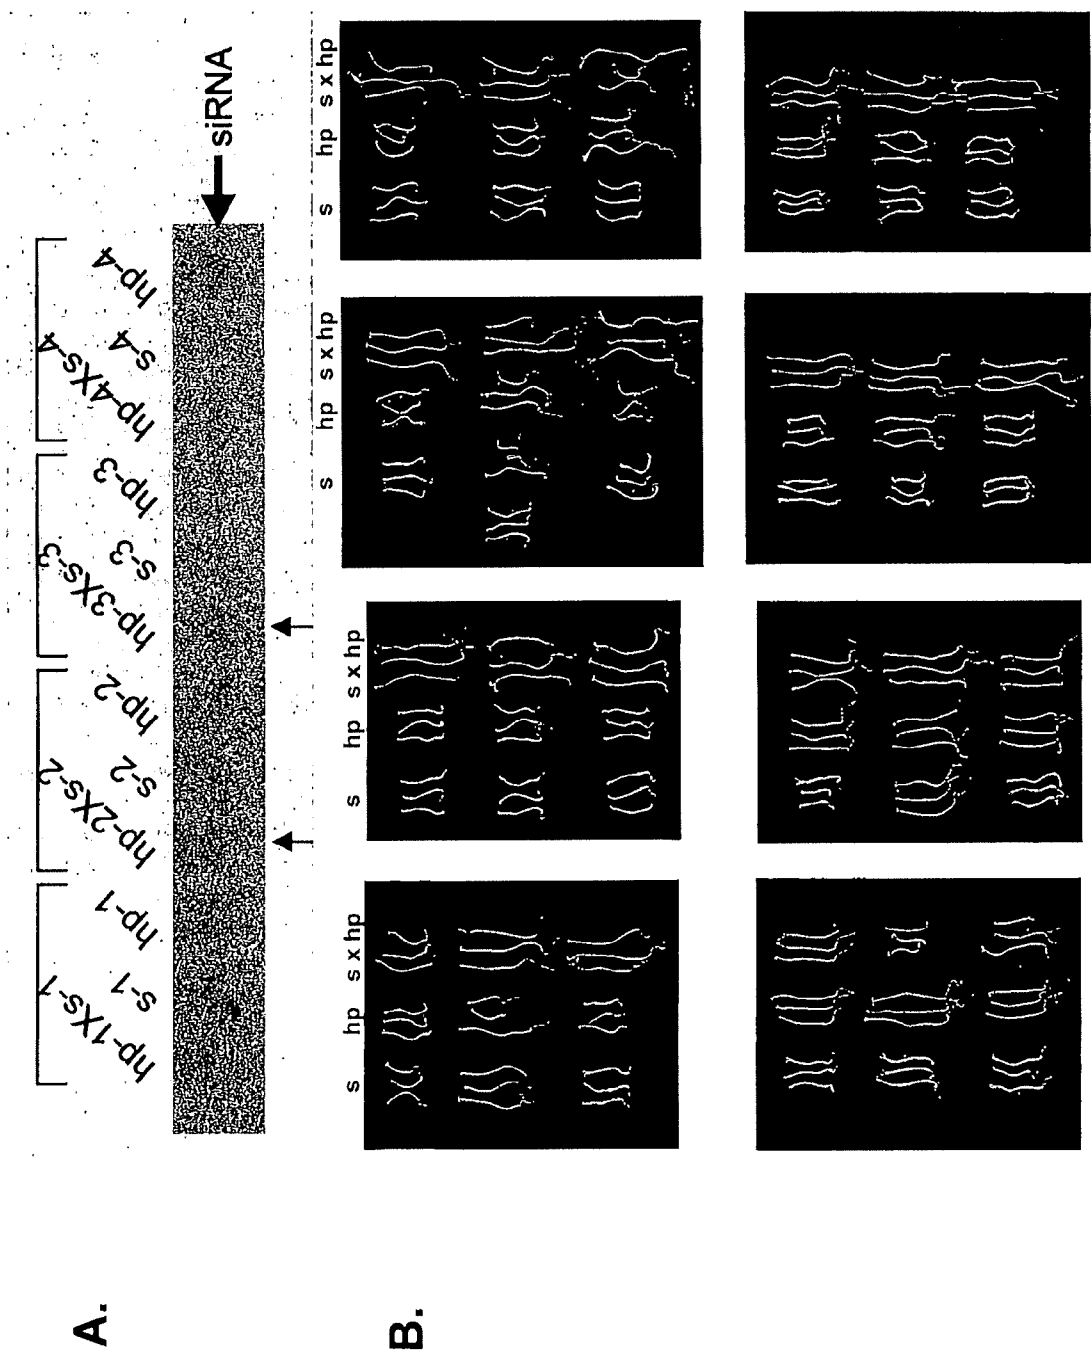 A.
hp-1Xs-1 s-1 hp-1 hp-2Xs-2 s-2 hp-2 hp-3Xs-3 s-3 hp-3 hp-4Xs-4 s-4 hp-4
siRNA
B.
s hp s x hp s hp s x hp s hp s x hp s hp s x hp